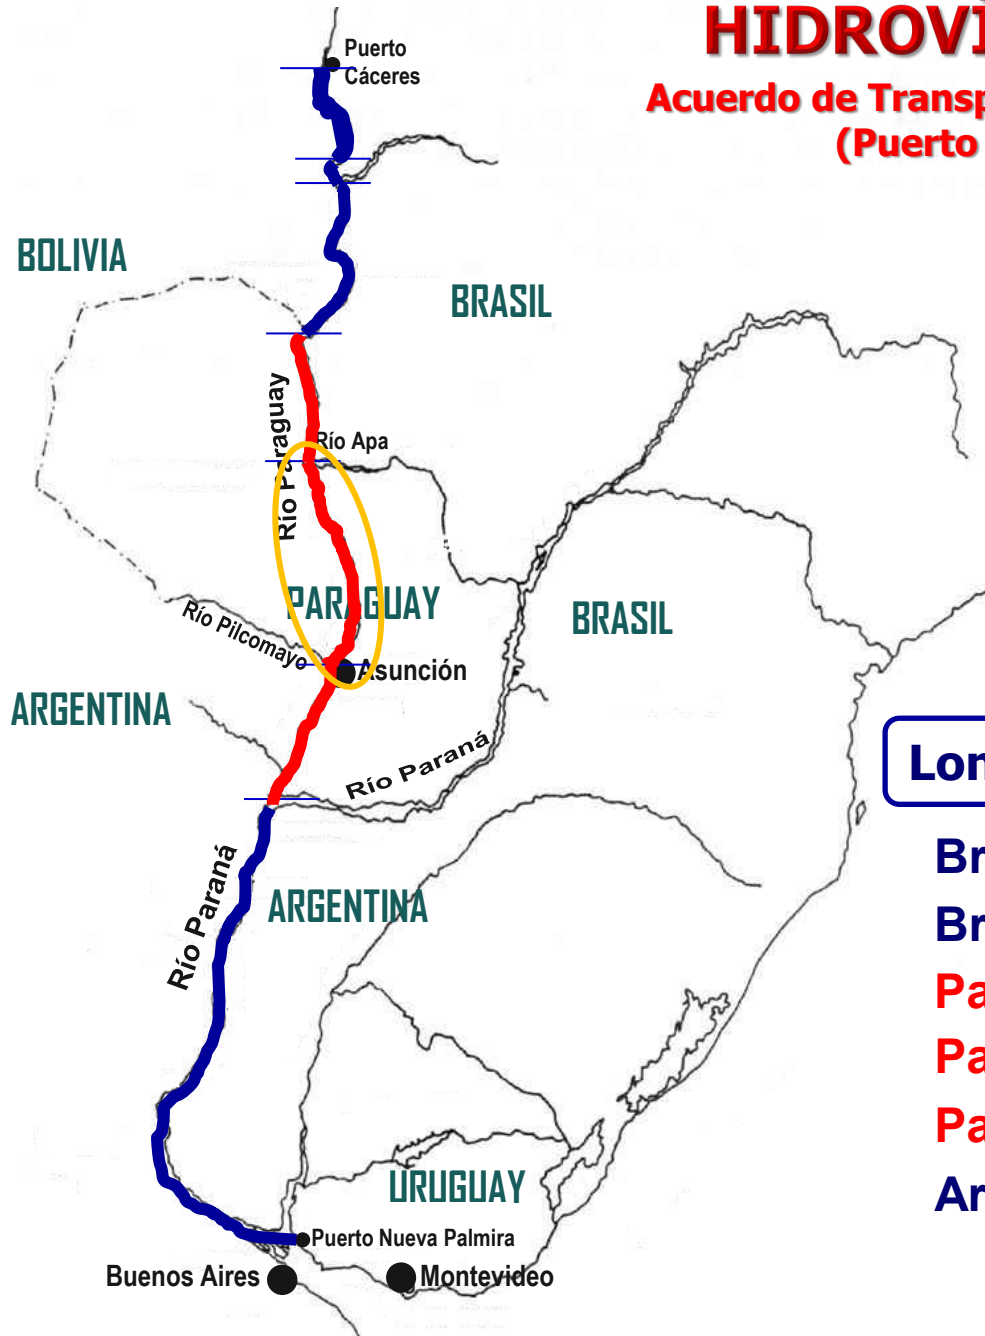 HIDROVÍ
Acuerdo de Transp
(Puerto
Puerto
Cáceres
BOLIVIA
BRASIL
Río Paraguay
Río Apa
PARAGUAY
BRASIL
Río Pilcomayo
Asunción
ARGENTINA
Río Paraná
Lon
Br
Río Paraná
ARGENTINA
Br
Pa
Pa
Pa
URUGUAY
Ar
Puerto Nueva Palmira
Buenos Aires
Montevideo